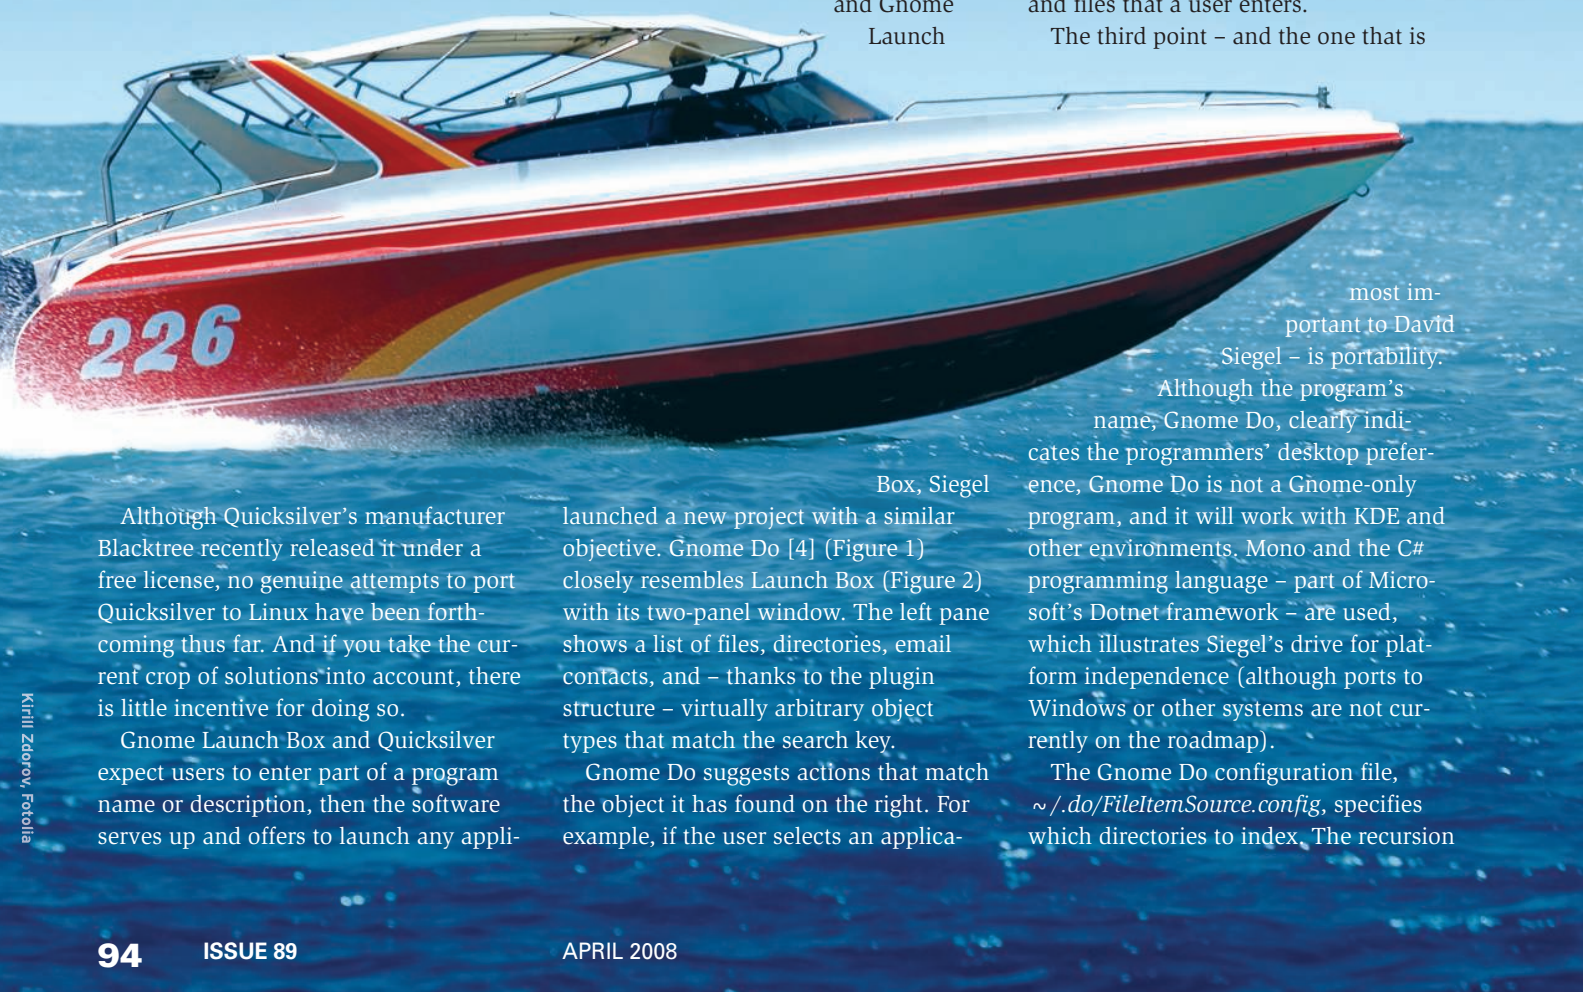 Although Quicksilver's manufacturer
Blacktree recently released it under a
free license, no genuine attempts to port
Quicksilver to Linux have been forth-
coming thus far. And if you take the cur-
rent crop of solutions into account, there
is little incentive for doing so.
Gnome Launch Box and Quicksilver
expect users to enter part of a program
name or description, then the software
serves up and offers to launch any appli-
and Gnome
Launch
Box, Siegel
launched a new project with a similar
objective. Gnome Do [4] (Figure 1)
closely resembles Launch Box (Figure 2)
with its two-panel window. The left pane
shows a list of files, directories, email
contacts, and – thanks to the plugin
structure – virtually arbitrary object
types that match the search key.
Gnome Do suggests actions that match
the object it has found on the right. For
example, if the user selects an applica-
and files that a user enters.
The third point – and the one that is
most im-
portant to David
Siegel – is portability.
Although the program's
name, Gnome Do, clearly indi-
cates the programmers' desktop prefer-
ence, Gnome Do is not a Gnome-only
program, and it will work with KDE and
other environments. Mono and the C#
programming language – part of Micro-
soft's Dotnet framework – are used,
which illustrates Siegel's drive for plat-
form independence (although ports to
Windows or other systems are not cur-
rently on the roadmap).
The Gnome Do configuration file,
~/.do/FileItemSource.config, specifies
which directories to index. The recursion
226
Kirill Zdorov, Fotolia
94 ISSUE 89 APRIL 2008